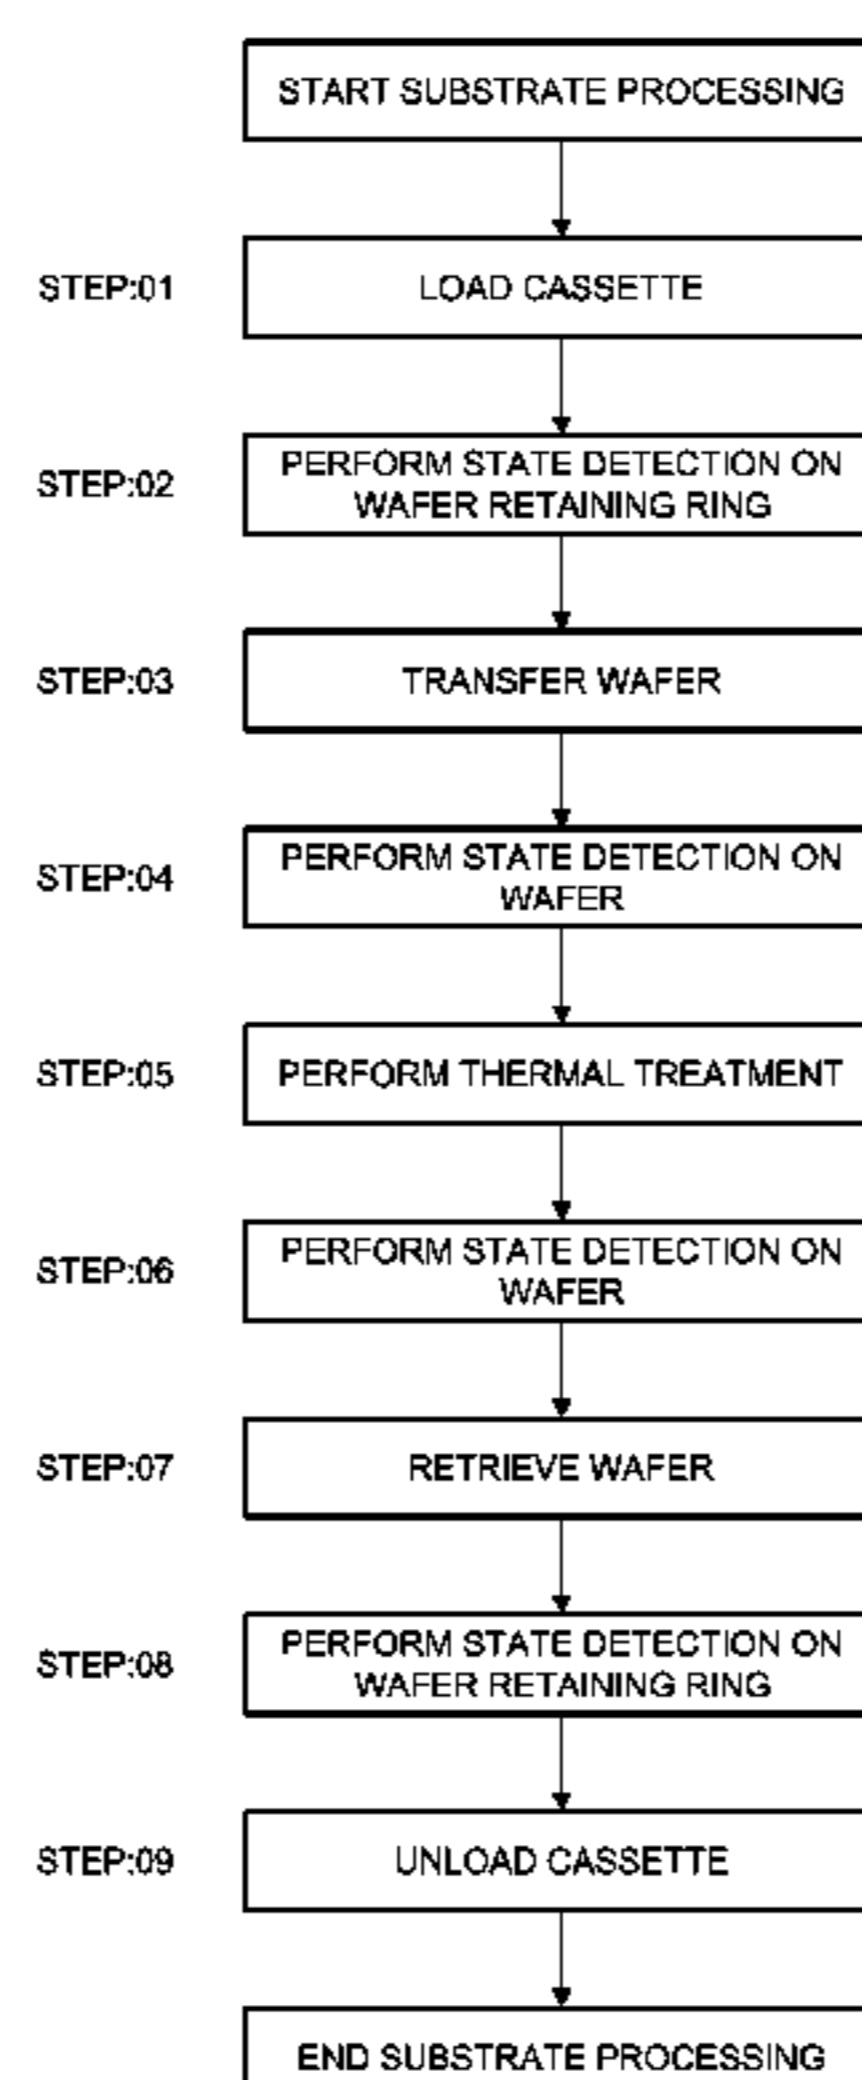 START SUBSTRATE PROCESSING
STEP:01
LOAD CASSETTE
STEP:02
PERFORM STATE DETECTION ON
WAFER RETAINING RING
STEP:03
TRANSFER WAFER
STEP:04
PERFORM STATE DETECTION ON
WAFER
STEP:05
PERFORM THERMAL TREATMENT
STEP:06
PERFORM STATE DETECTION ON
WAFER
STEP:07
RETRIEVE WAFER
STEP:08
PERFORM STATE DETECTION ON
WAFER RETAINING RING
STEP:09
UNLOAD CASSETTE
END SUBSTRATE PROCESSING